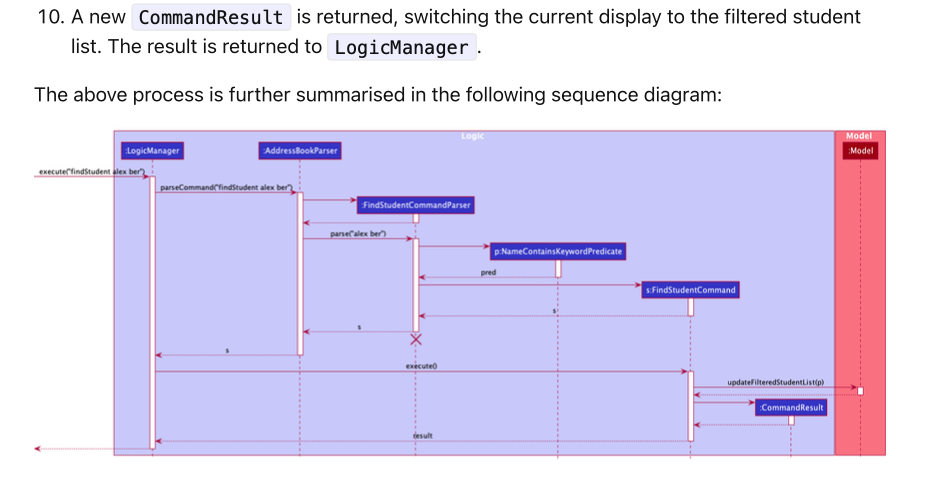 10. A new CommandResult is returned, switching the current display to the filtered student
list. The result is returned to LogicManager .
The above process is further summarised in the following sequence diagram:
Logic
Model
:LogicManager
:AddressBookParser
:Model
execute("findStudent alex ber")
parseCommand("findStudent alex ber")
:FindStudentCommandParser
parse("alex ber")
p:NameContainsKeywordPredicate
pred
s:FindStudentCommand
s
s
s
execute()
updateFilteredStudentList(p)
:CommandResult
result